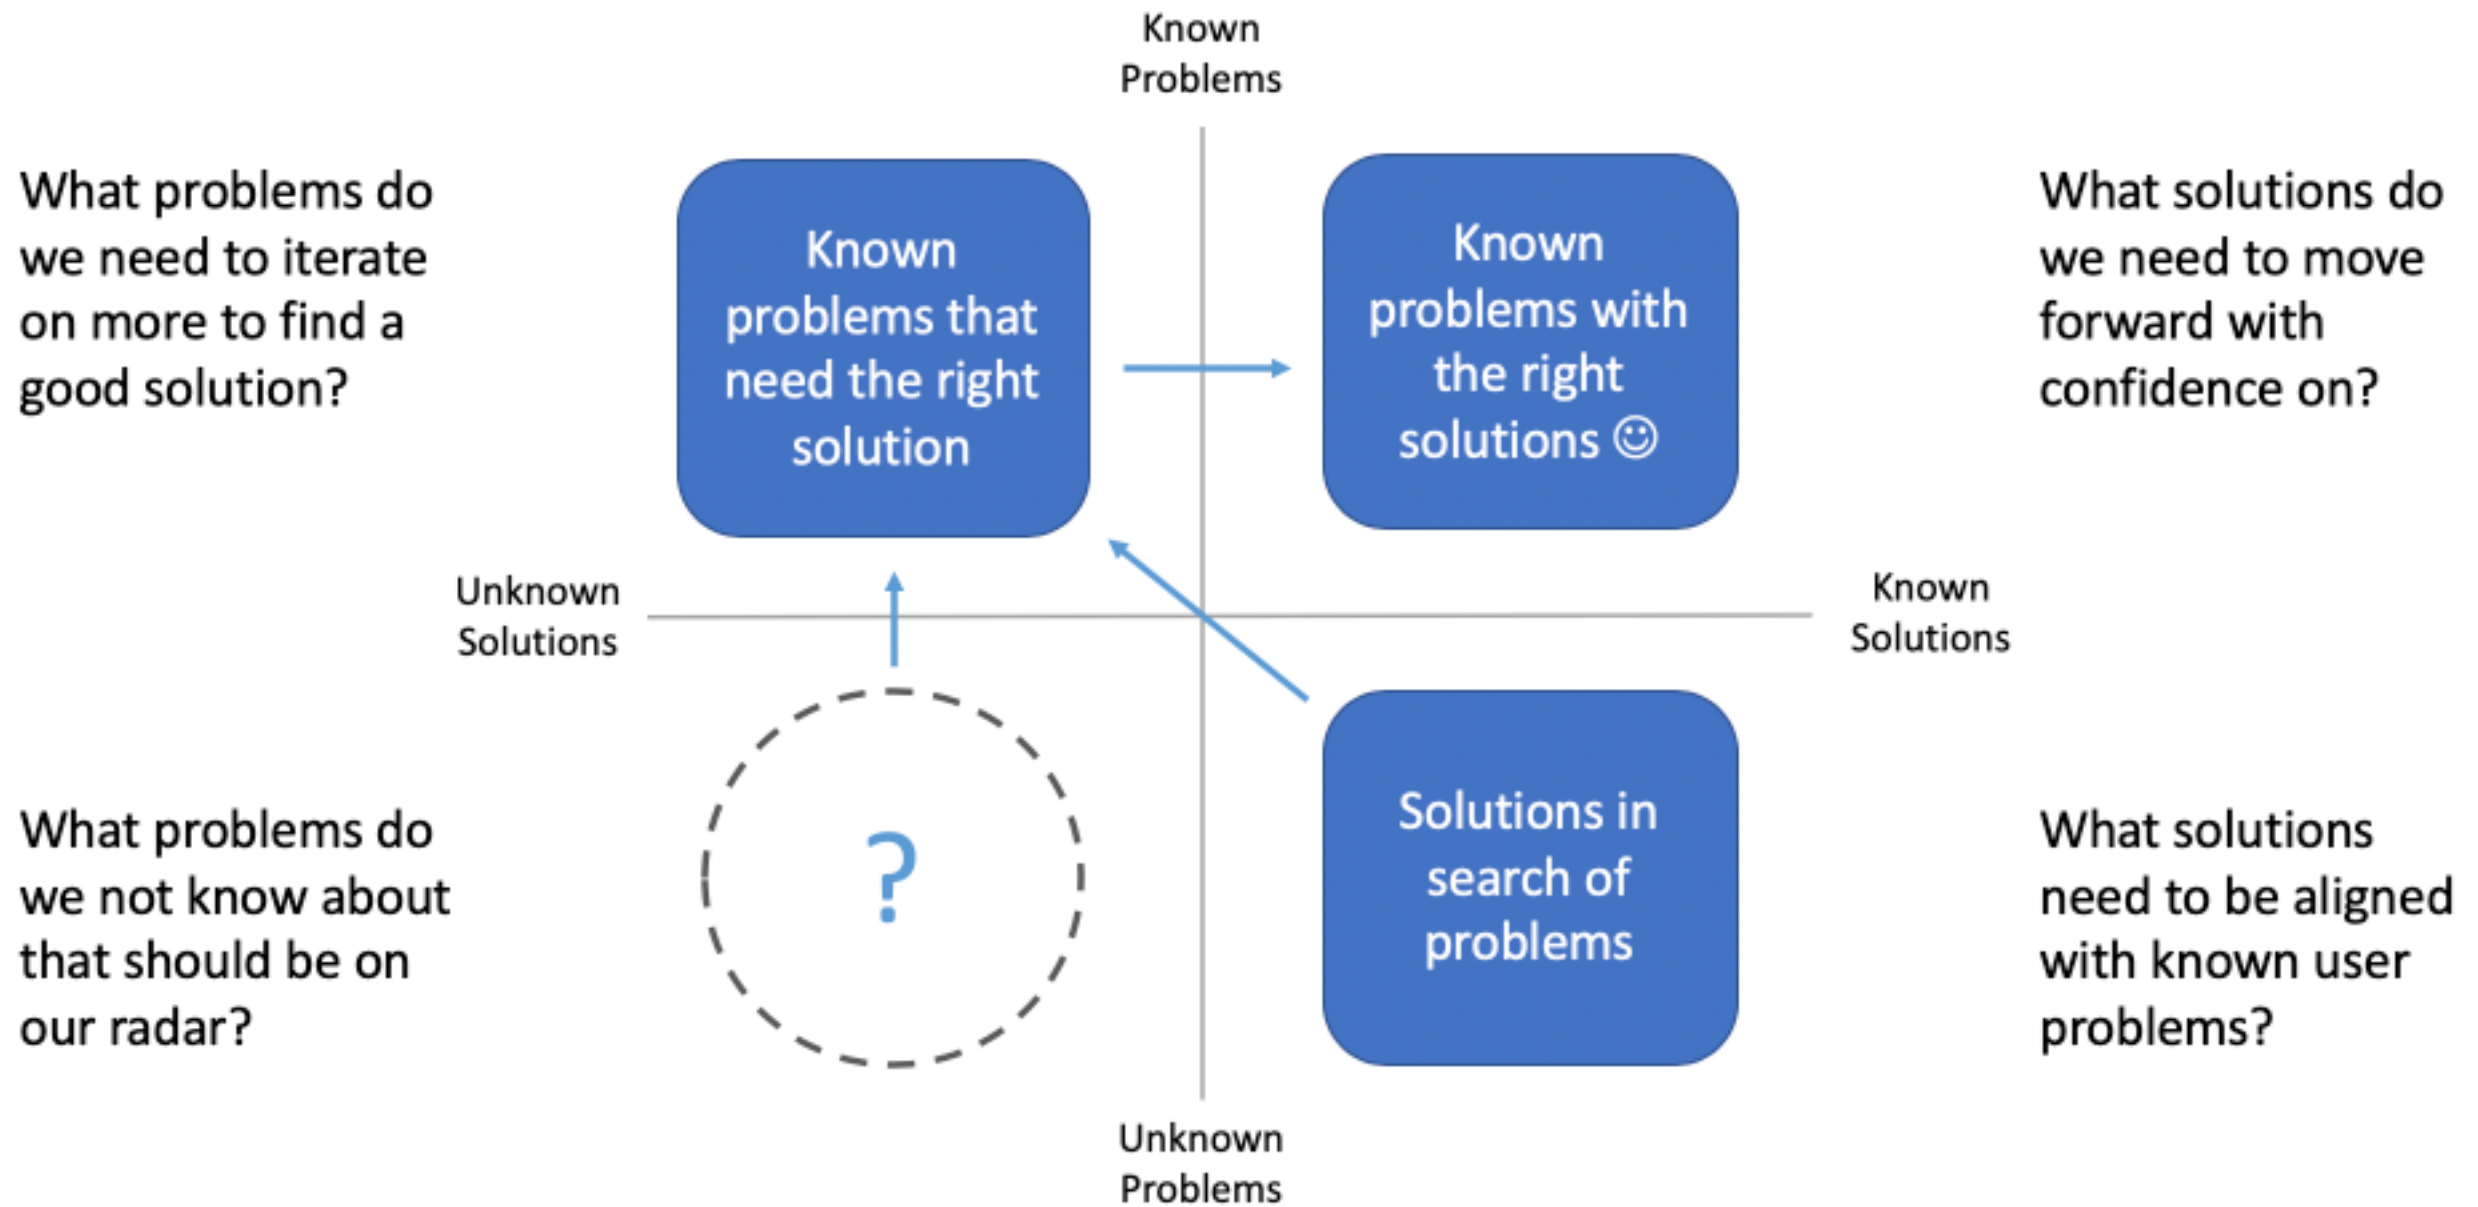 Known
Problems
What problems do
we need to iterate
on more to find a
good solution?
Known
problems that
need the right
solution
Known
problems with
the right
solutions ☺
What solutions do
we need to move
forward with
confidence on?
Unknown
Solutions
Known
Solutions
What problems do
we not know about
that should be on
our radar?
?
Solutions in
search of
problems
What solutions
need to be aligned
with known user
problems?
Unknown
Problems